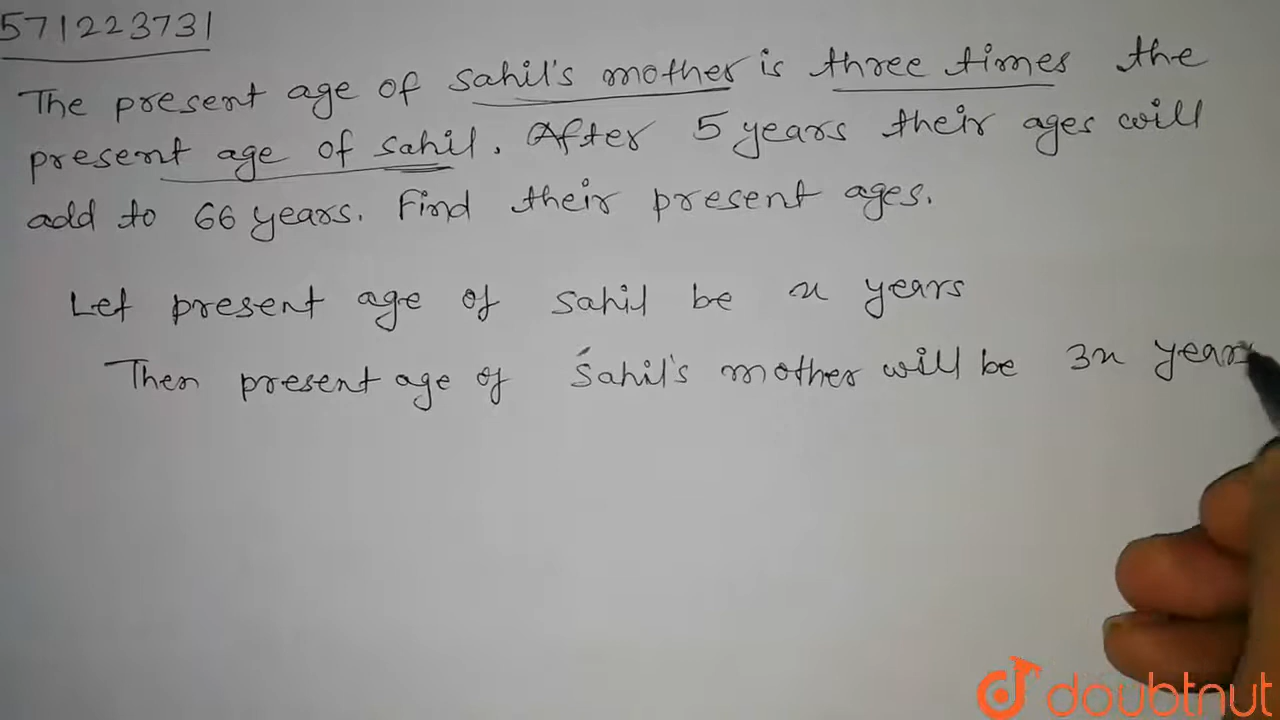 571223731
The present age of Sahil's mother is three times the
present age of Sahil. After 5 years their ages will
add to 66 years. Find their present ages.
Let present age of Sahil be x years
Then present age of Sahil's mother will be 3x years
doubtnut